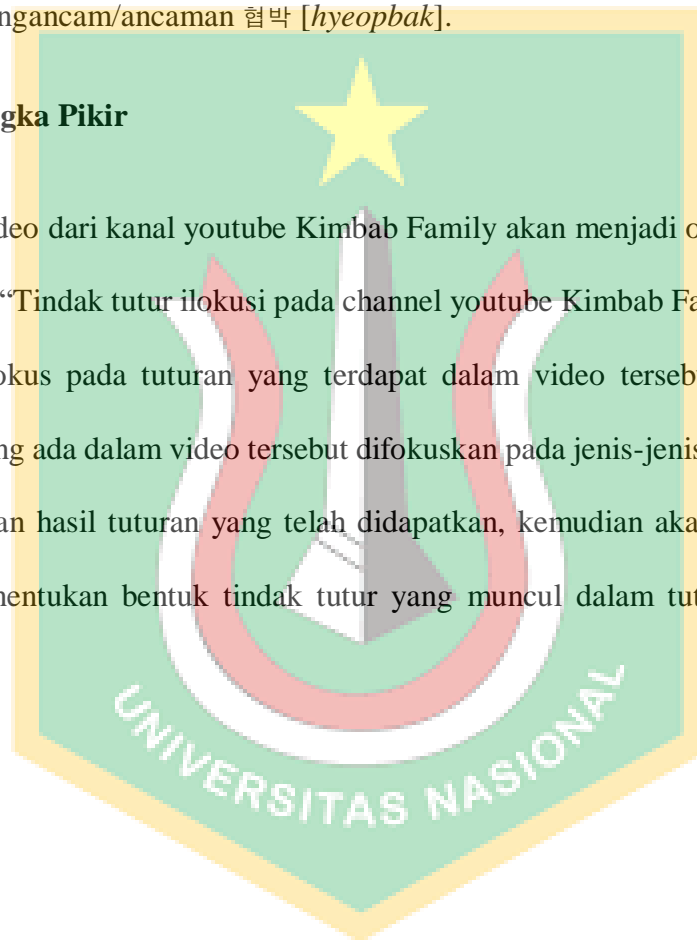 ngancam/ancaman 협박 [hyeopbak].
gka Pikir
deo dari kanal youtube Kimbab Family akan menjadi o
“Tindak tutur ilokusi pada channel youtube Kimbab Fa
okus pada tuturan yang terdapat dalam video tersebu
ng ada dalam video tersebut difokuskan pada jenis-jenis
an hasil tuturan yang telah didapatkan, kemudian aka
nentukan bentuk tindak tutur yang muncul dalam tut
UNIVERSITAS NASIONAL